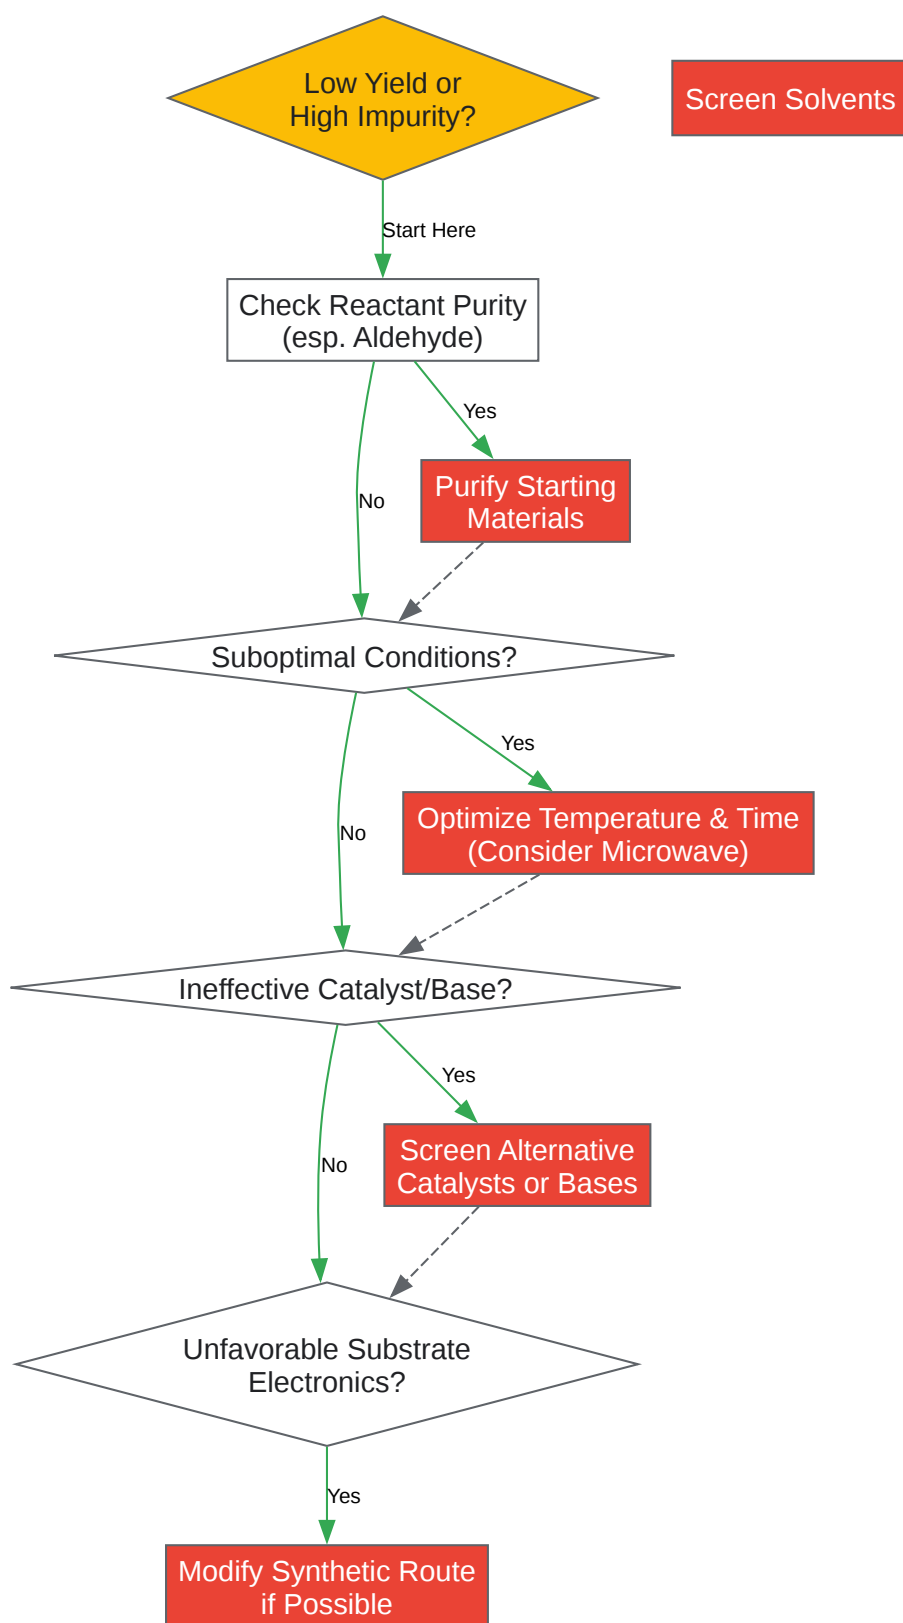 Low Yield or
High Impurity?
Screen Solvents
Start Here
Check Reactant Purity
(esp. Aldehyde)
Yes
Purify Starting
Materials
No
Suboptimal Conditions?
Yes
Optimize Temperature & Time
(Consider Microwave)
No
Ineffective Catalyst/Base?
Yes
Screen Alternative
Catalysts or Bases
No
Unfavorable Substrate
Electronics?
Yes
Modify Synthetic Route
if Possible